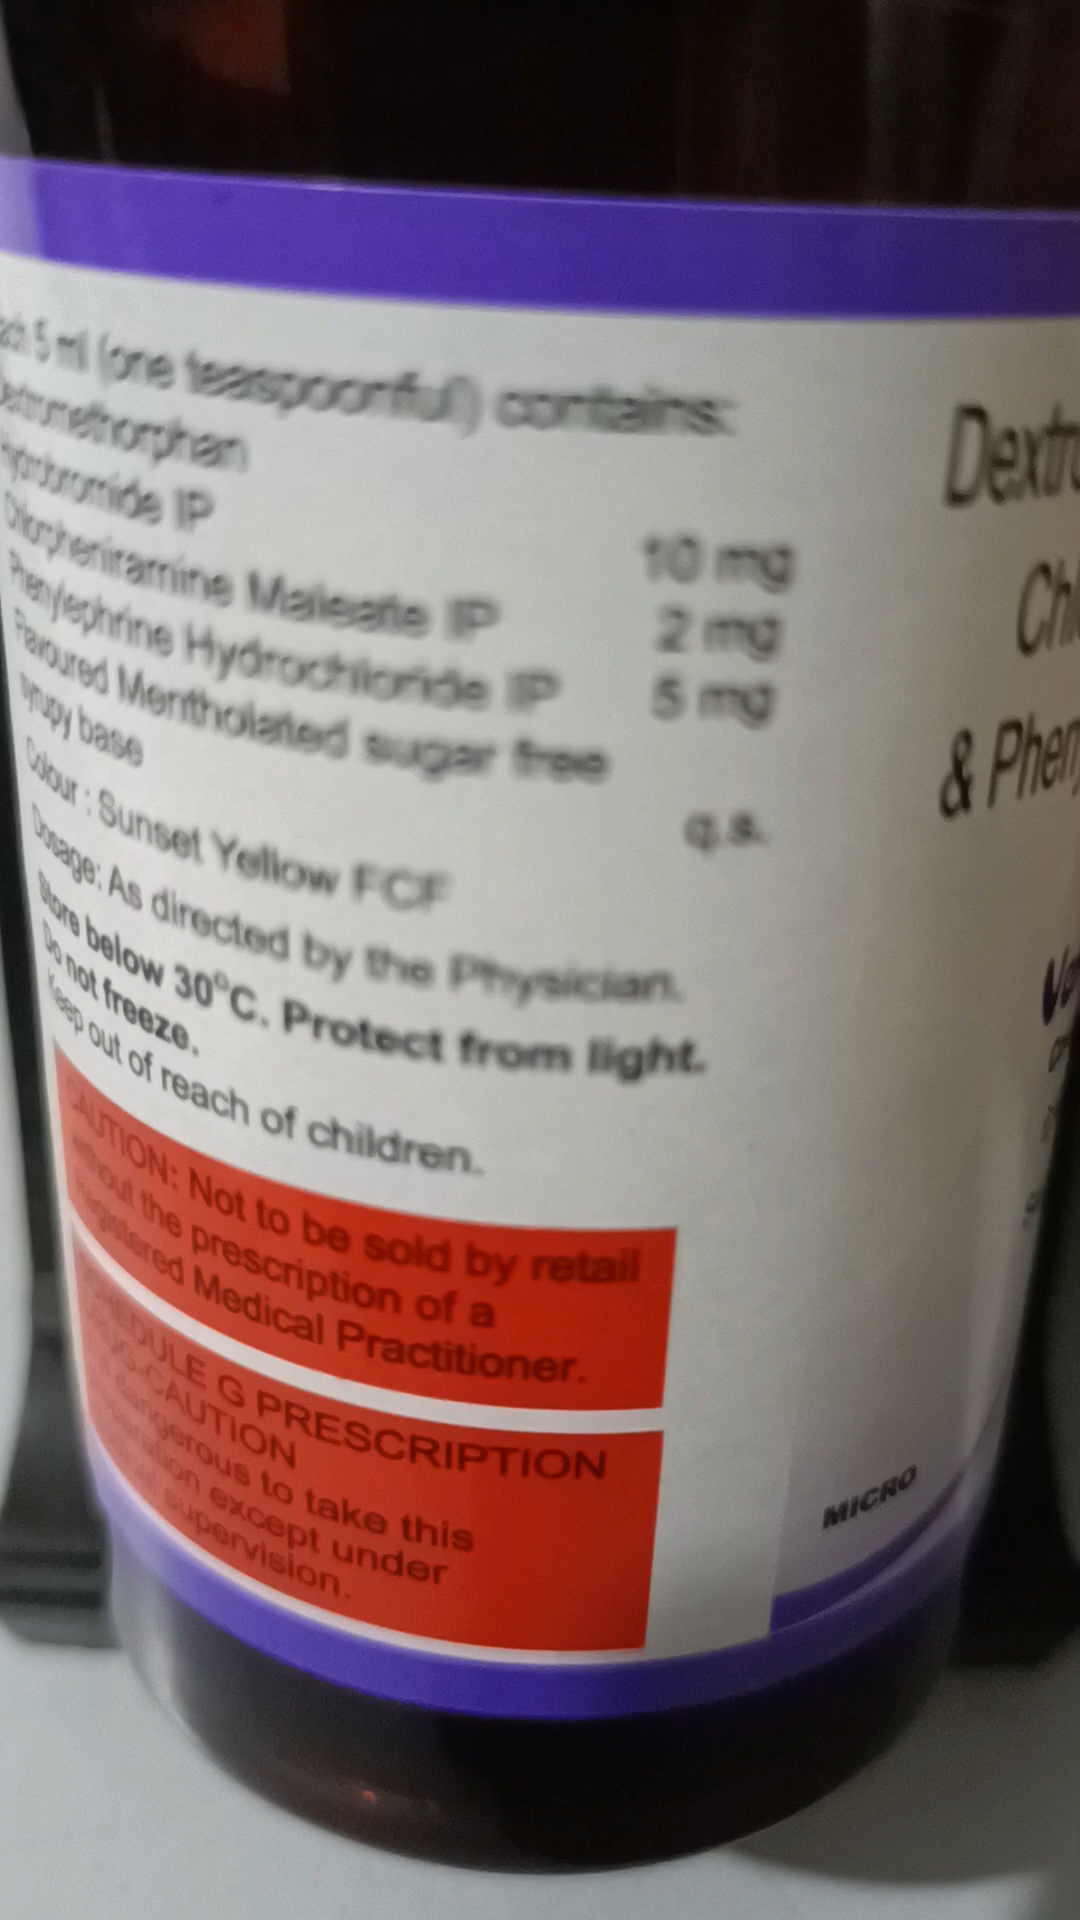 5 ml (one teaspoonful) contains:
Dextromethorphan
Hydrobromide IP 10 mg
Chlorpheniramine Maleate IP 2 mg
Phenylephrine Hydrochloride IP 5 mg
Flavoured Mentholated sugar free
syrupy base q.s.
Colour : Sunset Yellow FCF
Dosage: As directed by the Physician.
Store below 30°C. Protect from light.
Do not freeze.
Keep out of reach of children.
CAUTION: Not to be sold by retail
without the prescription of a
Registered Medical Practitioner.
SCHEDULE G PRESCRIPTION
DRUG-CAUTION
dangerous to take this
preparation except under
supervision.
Dextro
Chl
& Phen
MICRO